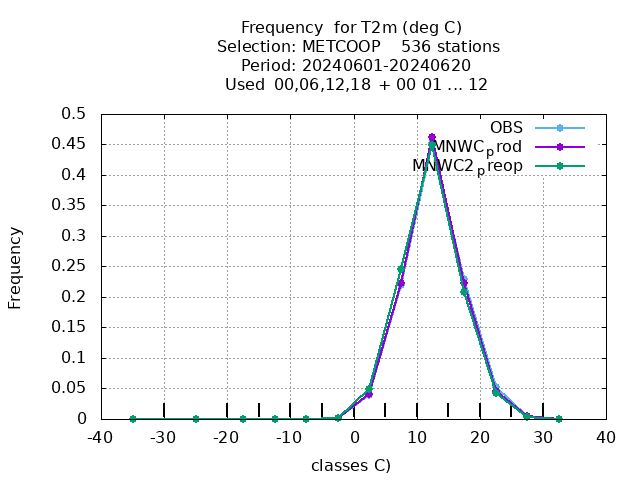 Frequency  for T2m (deg C)
Selection: METCOOP    536 stations
Period: 20240601-20240620
Used  00,06,12,18  + 00 01 ... 12
0.5
0.45
0.4
0.35
0.3
0.25
0.2
0.15
0.1
0.05
0
Frequency
OBS
MNWCprod
MNWC2preop
-40 -30 -20 -10 0 10 20 30 40
classes C)